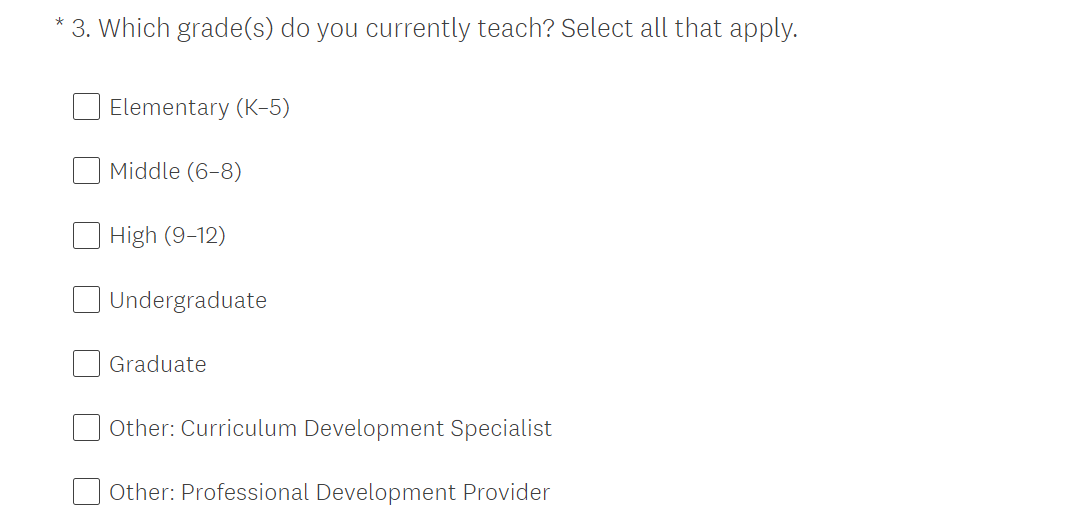 * 3. Which grade(s) do you currently teach? Select all that apply.
Elementary (K–5)
Middle (6–8)
High (9–12)
Undergraduate
Graduate
Other: Curriculum Development Specialist
Other: Professional Development Provider